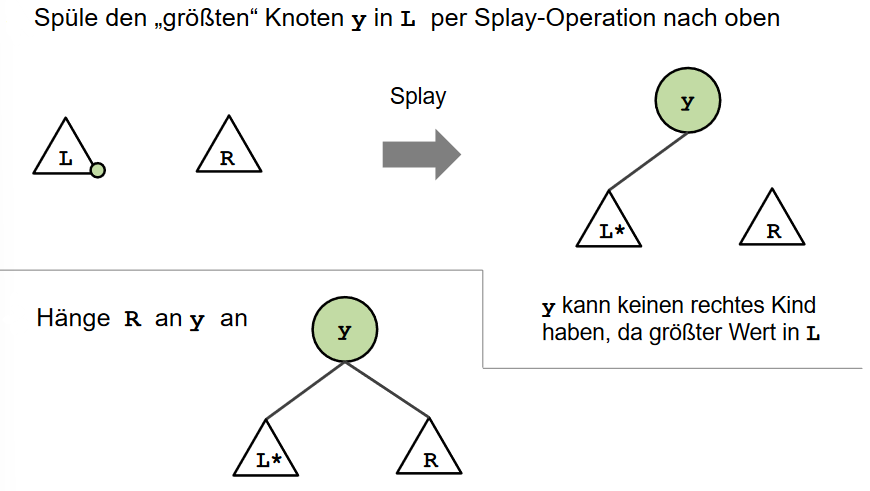 Spüle den „größten“ Knoten y in L per Splay-Operation nach oben
Splay
y
L
R
L*
R
y kann keinen rechtes Kind
haben, da größter Wert in L
Hänge R an y an
y
L*
R